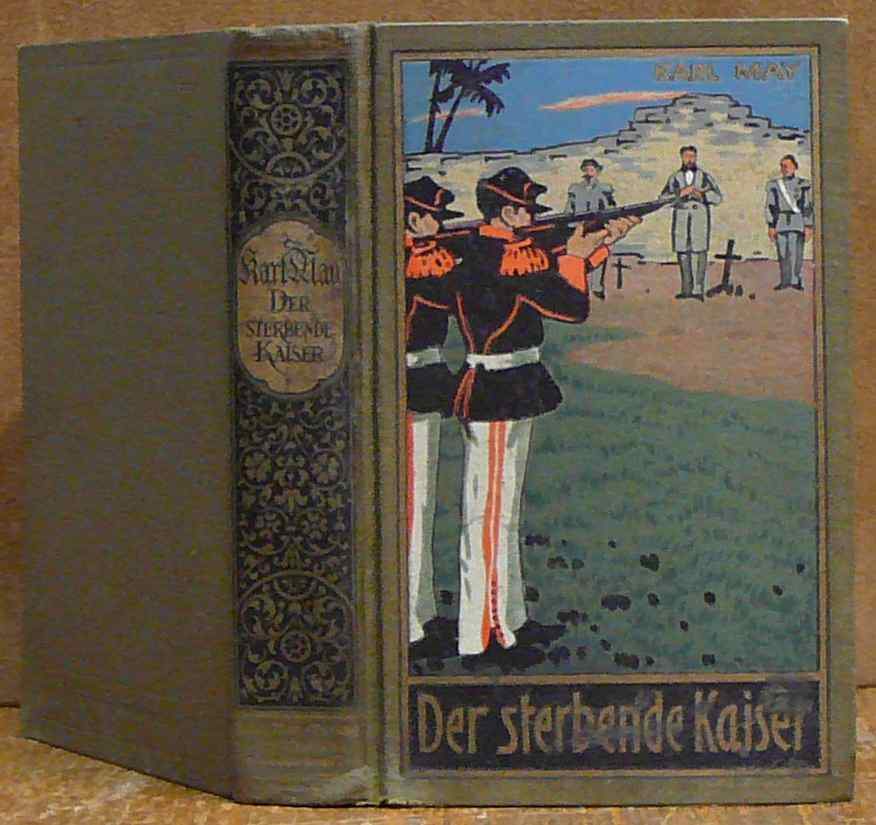 Karl May
DER
STERBENDE
KAISER
KARL MAY
Der sterbende Kaiser